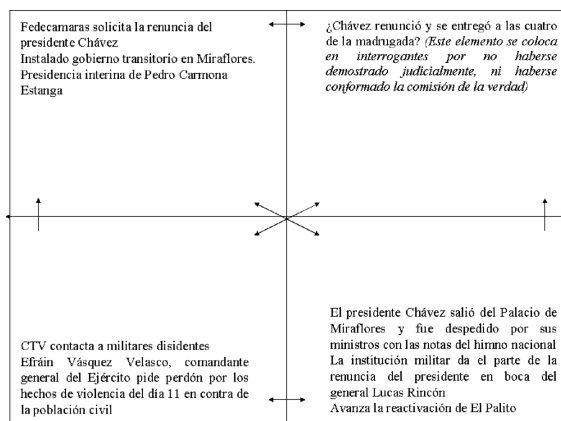 Fedecamaras solicita la renuncia del
presidente Chávez
Instalado gobierno transitorio en Miraflores.
Presidencia interina de Pedro Carmona
Estanga
¿Chávez renunció y se entregó a las cuatro
de la madrugada? (Este elemento se coloca
en interrogantes por no haberse
demostrado judicialmente, ni haberse
conformado la comisión de la verdad)
CTV contacta a militares disidentes
Efraín Vásquez Velasco, comandante
general del Ejército pide perdón por los
hechos de violencia del día 11 en contra de
la población civil
El presidente Chávez salió del Palacio de
Miraflores y fue despedido por sus
ministros con las notas del himno nacional
La institución militar da el parte de la
renuncia del presidente en boca del
general Lucas Rincón
Avanza la reactivación de El Palito